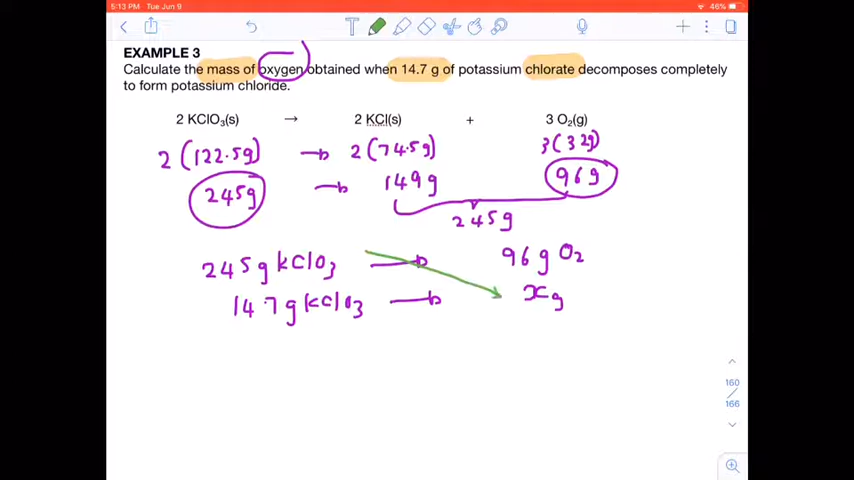 5:13 PM Tue Jun 9
46%
EXAMPLE 3
Calculate the mass of oxygen obtained when 14.7 g of potassium chlorate decomposes completely
to form potassium chloride.
2 KClO₃(s) → 2 KCl(s) + 3 O₂(g)
2 (122.5g) → 2 (74.5g) 3 (32g)
245g → 149g 96g
245g
245g KClO₃ → 96g O₂
14.7g KClO₃ → x g
160
166